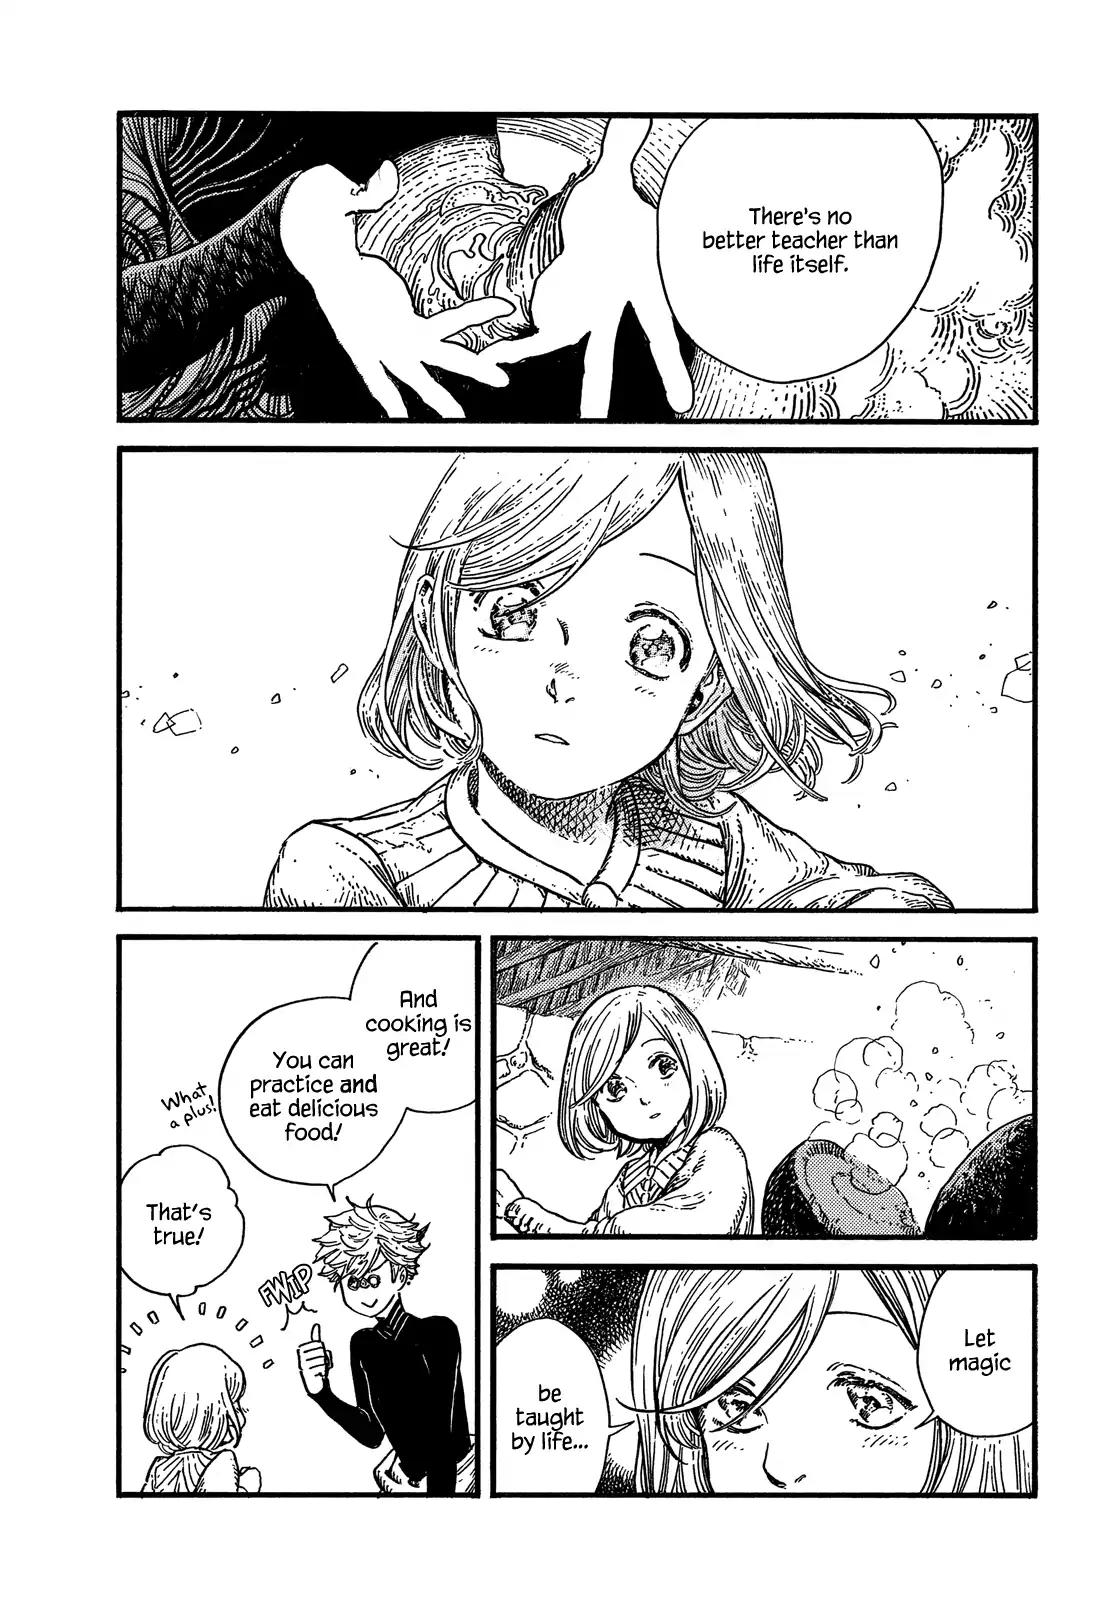 There's no
better teacher than
life itself.
Let
magic
be
taught
by life...
And
cooking is
great!
You can
practice and
eat delicious
food!
What
a plus!
FWIP
That's
true!